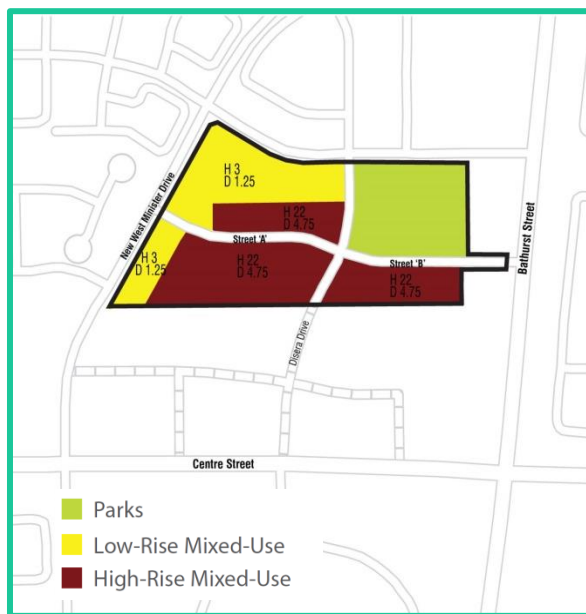 H 3
D 1.25
H 22
D 4.75
New West Minister Drive
Street 'A'
H 3
D 1.25
H 22
D 4.75
Street 'B'
H 22
D 4.75
Bathurst Street
Disera Drive
Centre Street
Parks
Low-Rise Mixed-Use
High-Rise Mixed-Use